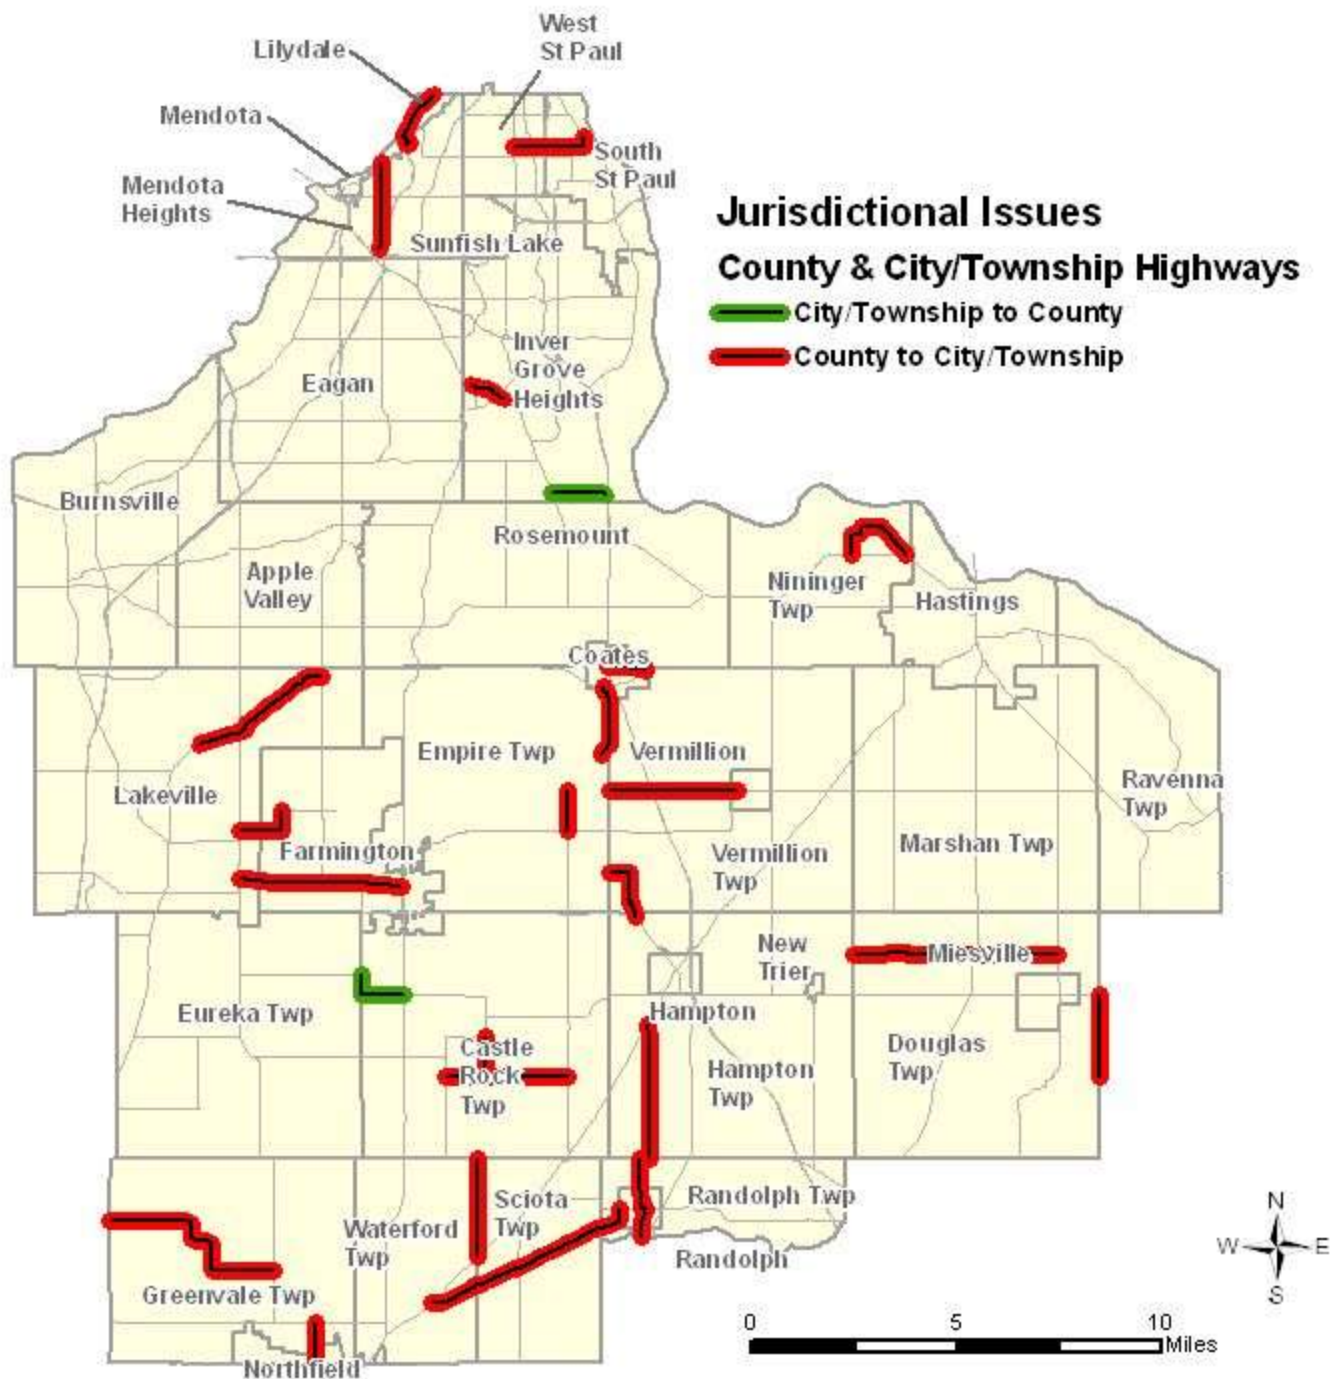 West
St Paul
Lilydale
Mendota
South
St Paul
Mendota
Heights
Sunfish Lake
Jurisdictional Issues
County & City/Township Highways
City/Township to County
County to City/Township
Inver
Grove
Heights
Eagan
Burnsville
Rosemount
Apple
Valley
Nininger
Twp
Hastings
Coates
Empire Twp
Vermillion
Ravenna
Twp
Lakeville
Farmington
Vermillion
Twp
Marshan Twp
New
Trier
Miesville
Eureka Twp
Hampton
Castle
Rock
Twp
Hampton
Twp
Douglas
Twp
Sciota
Twp
Randolph Twp
Waterford
Twp
Randolph
Greenvale Twp
Northfield
N
W
E
S
0
5
10
Miles